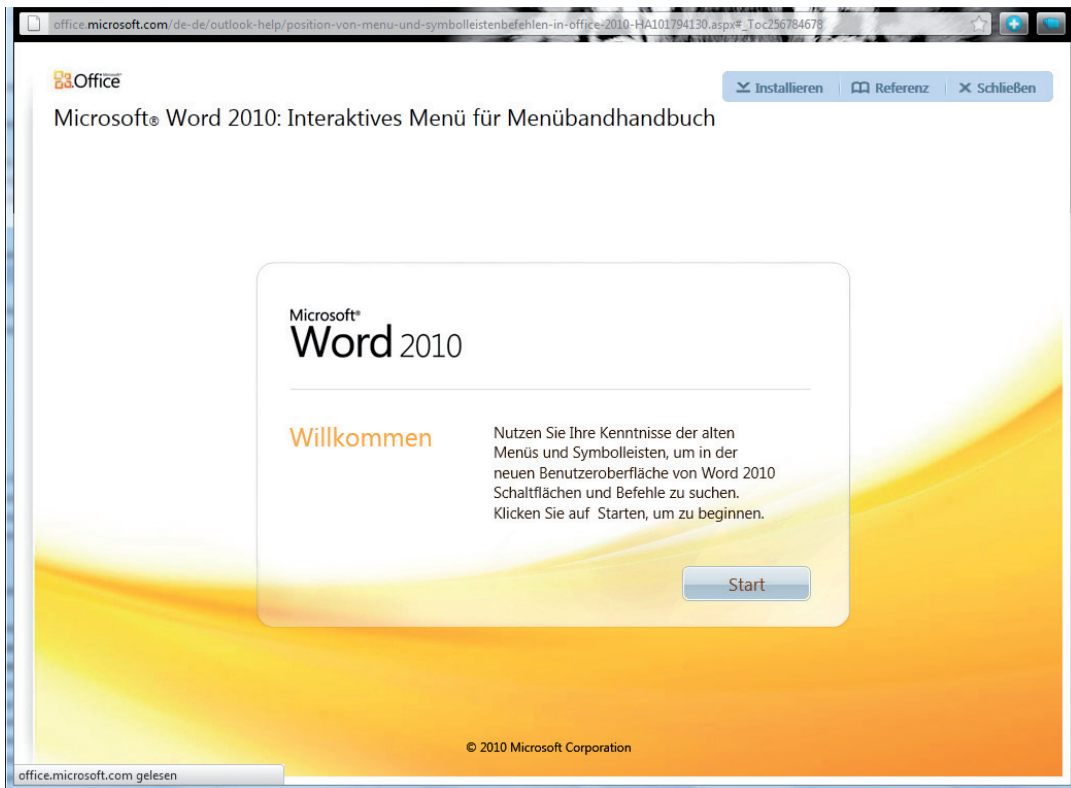 office.microsoft.com/de-de/outlook-help/position-von-menu-und-symbolleistenbefehlen-in-office-2010-HA101794130.aspx#_Toc256784678
Office
Installieren Referenz Schließen
Microsoft® Word 2010: Interaktives Menü für Menübandhandbuch
Microsoft®
Word 2010
Willkommen
Nutzen Sie Ihre Kenntnisse der alten
Menüs und Symbolleisten, um in der
neuen Benutzeroberfläche von Word 2010
Schaltflächen und Befehle zu suchen.
Klicken Sie auf  Starten, um zu beginnen.
Start
© 2010 Microsoft Corporation
office.microsoft.com gelesen